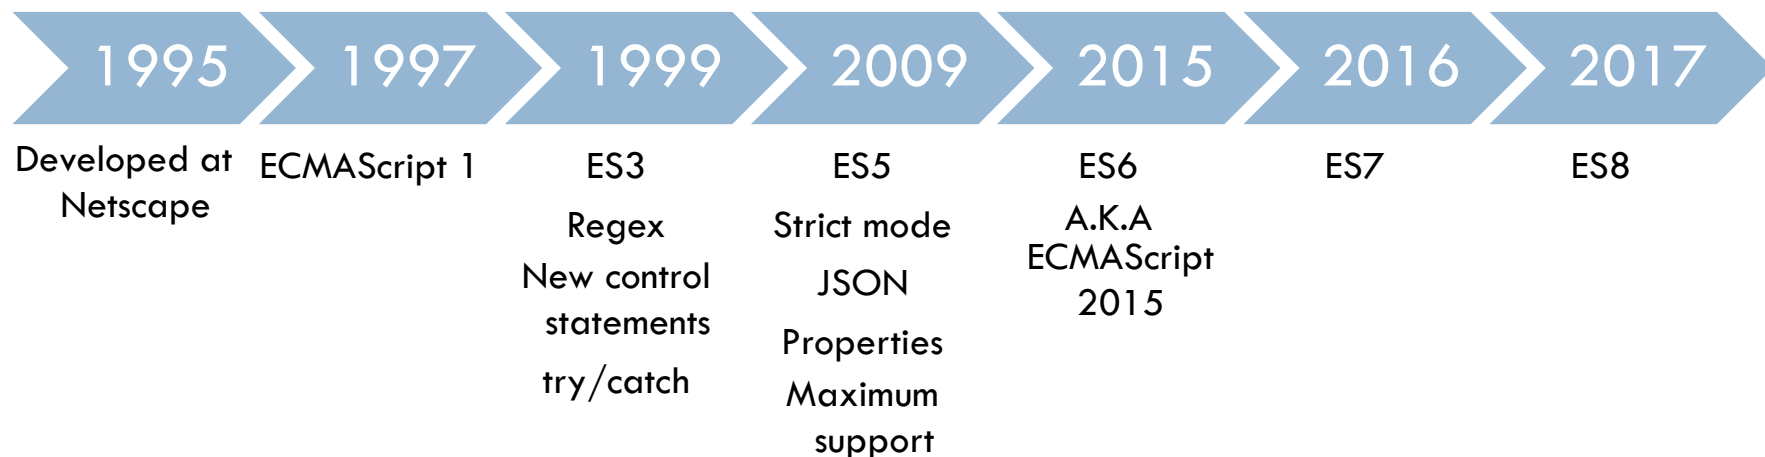 1995
1997
1999
2009
2015
2016
2017
Developed at
Netscape
ECMAScript 1
ES3
Regex
New control
statements
try/catch
ES5
Strict mode
JSON
Properties
Maximum
support
ES6
A.K.A
ECMAScript
2015
ES7
ES8